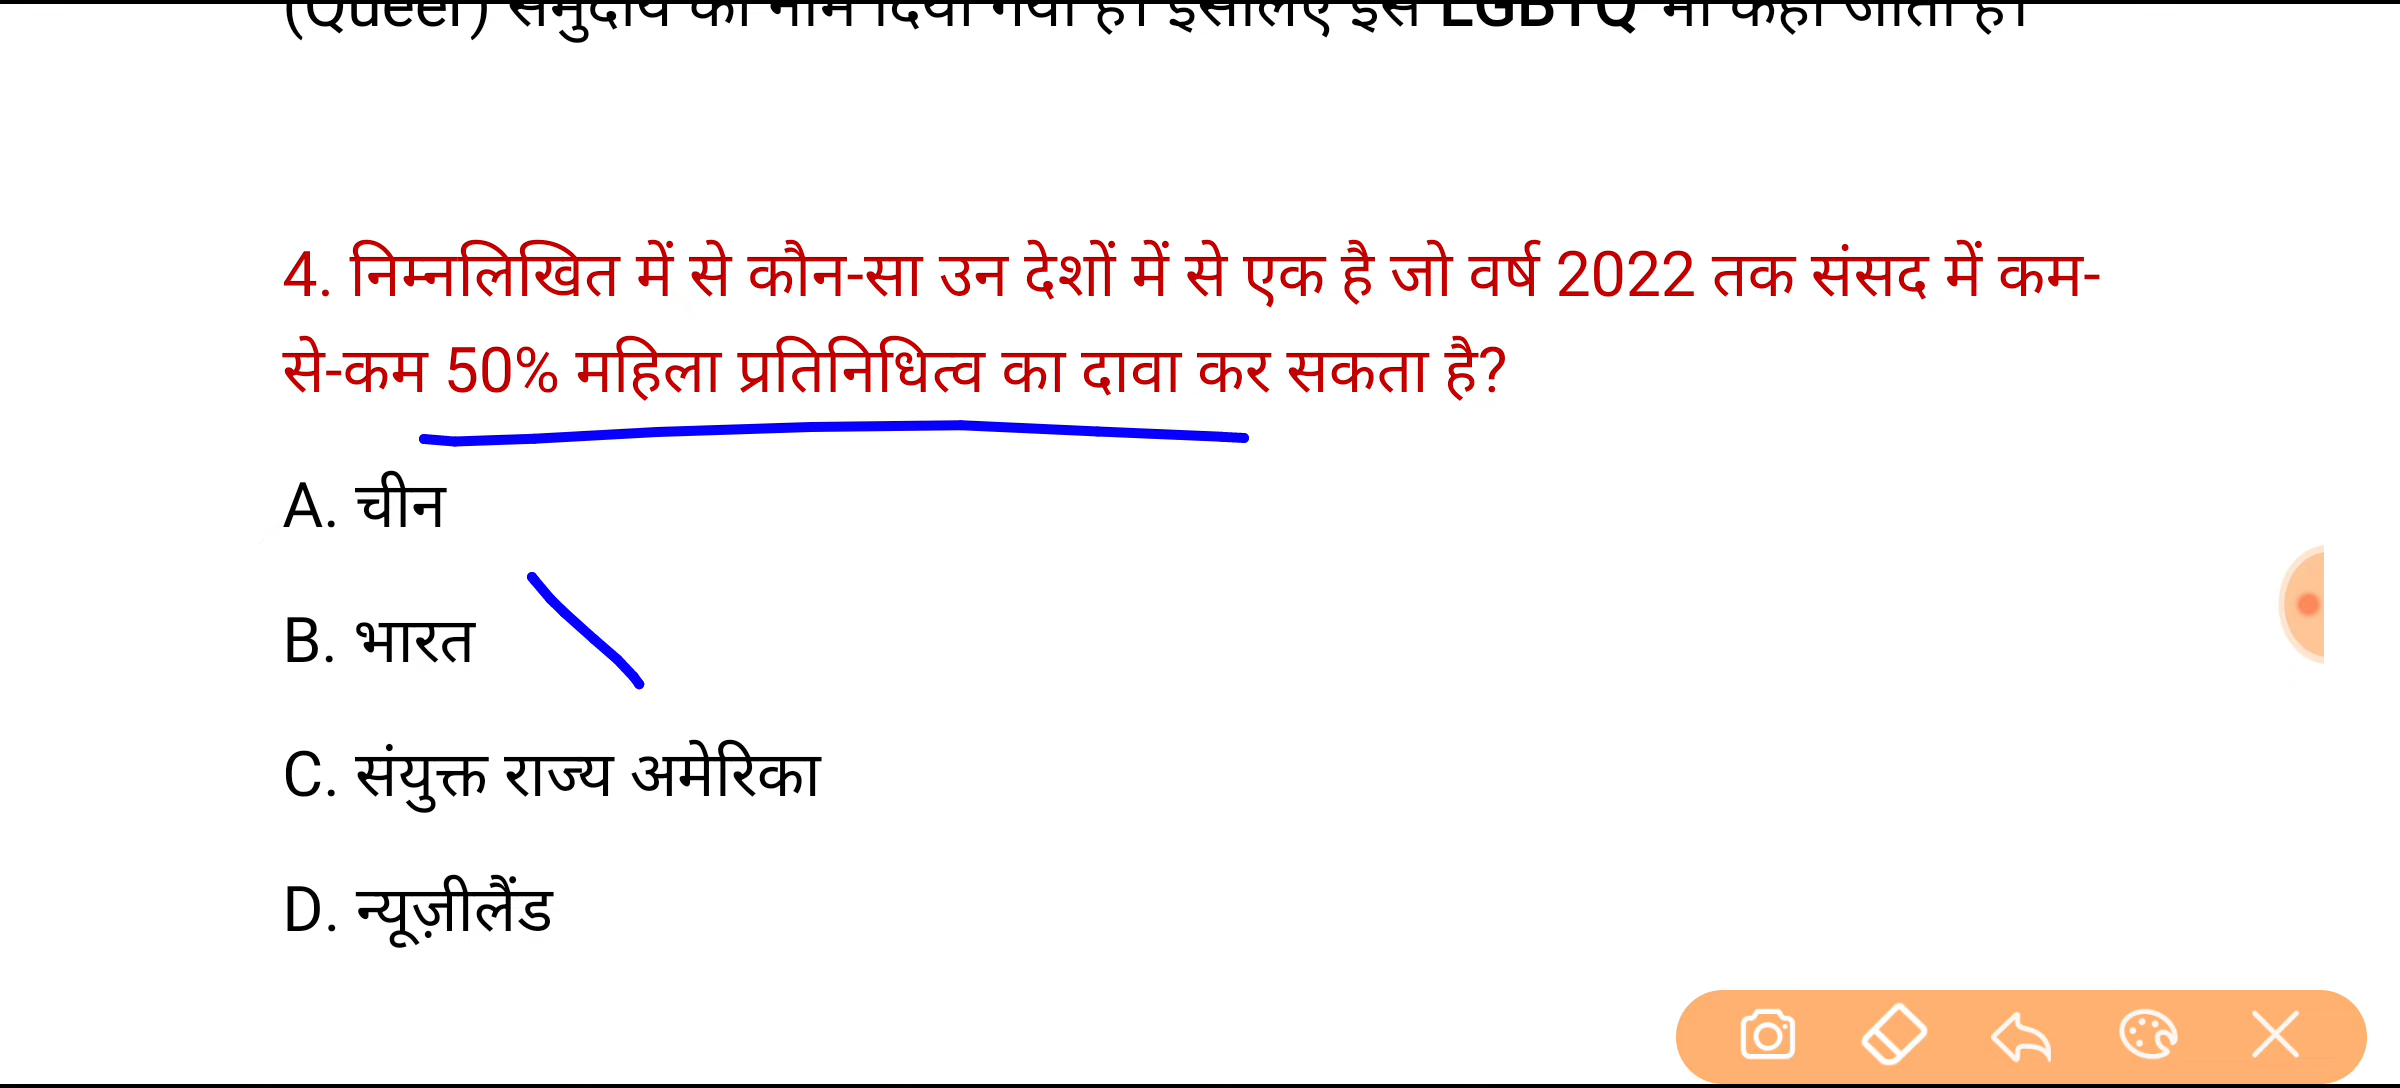 (Queer) समुदाय का नाम दिया गया है। इसीलिए इसे LGBTQ भी कहा जाता है।
4. निम्नलिखित में से कौन-सा उन देशों में से एक है जो वर्ष 2022 तक संसद में कम-
से-कम 50% महिला प्रतिनिधित्व का दावा कर सकता है?
A. चीन
B. भारत
C. संयुक्त राज्य अमेरिका
D. न्यूज़ीलैंड